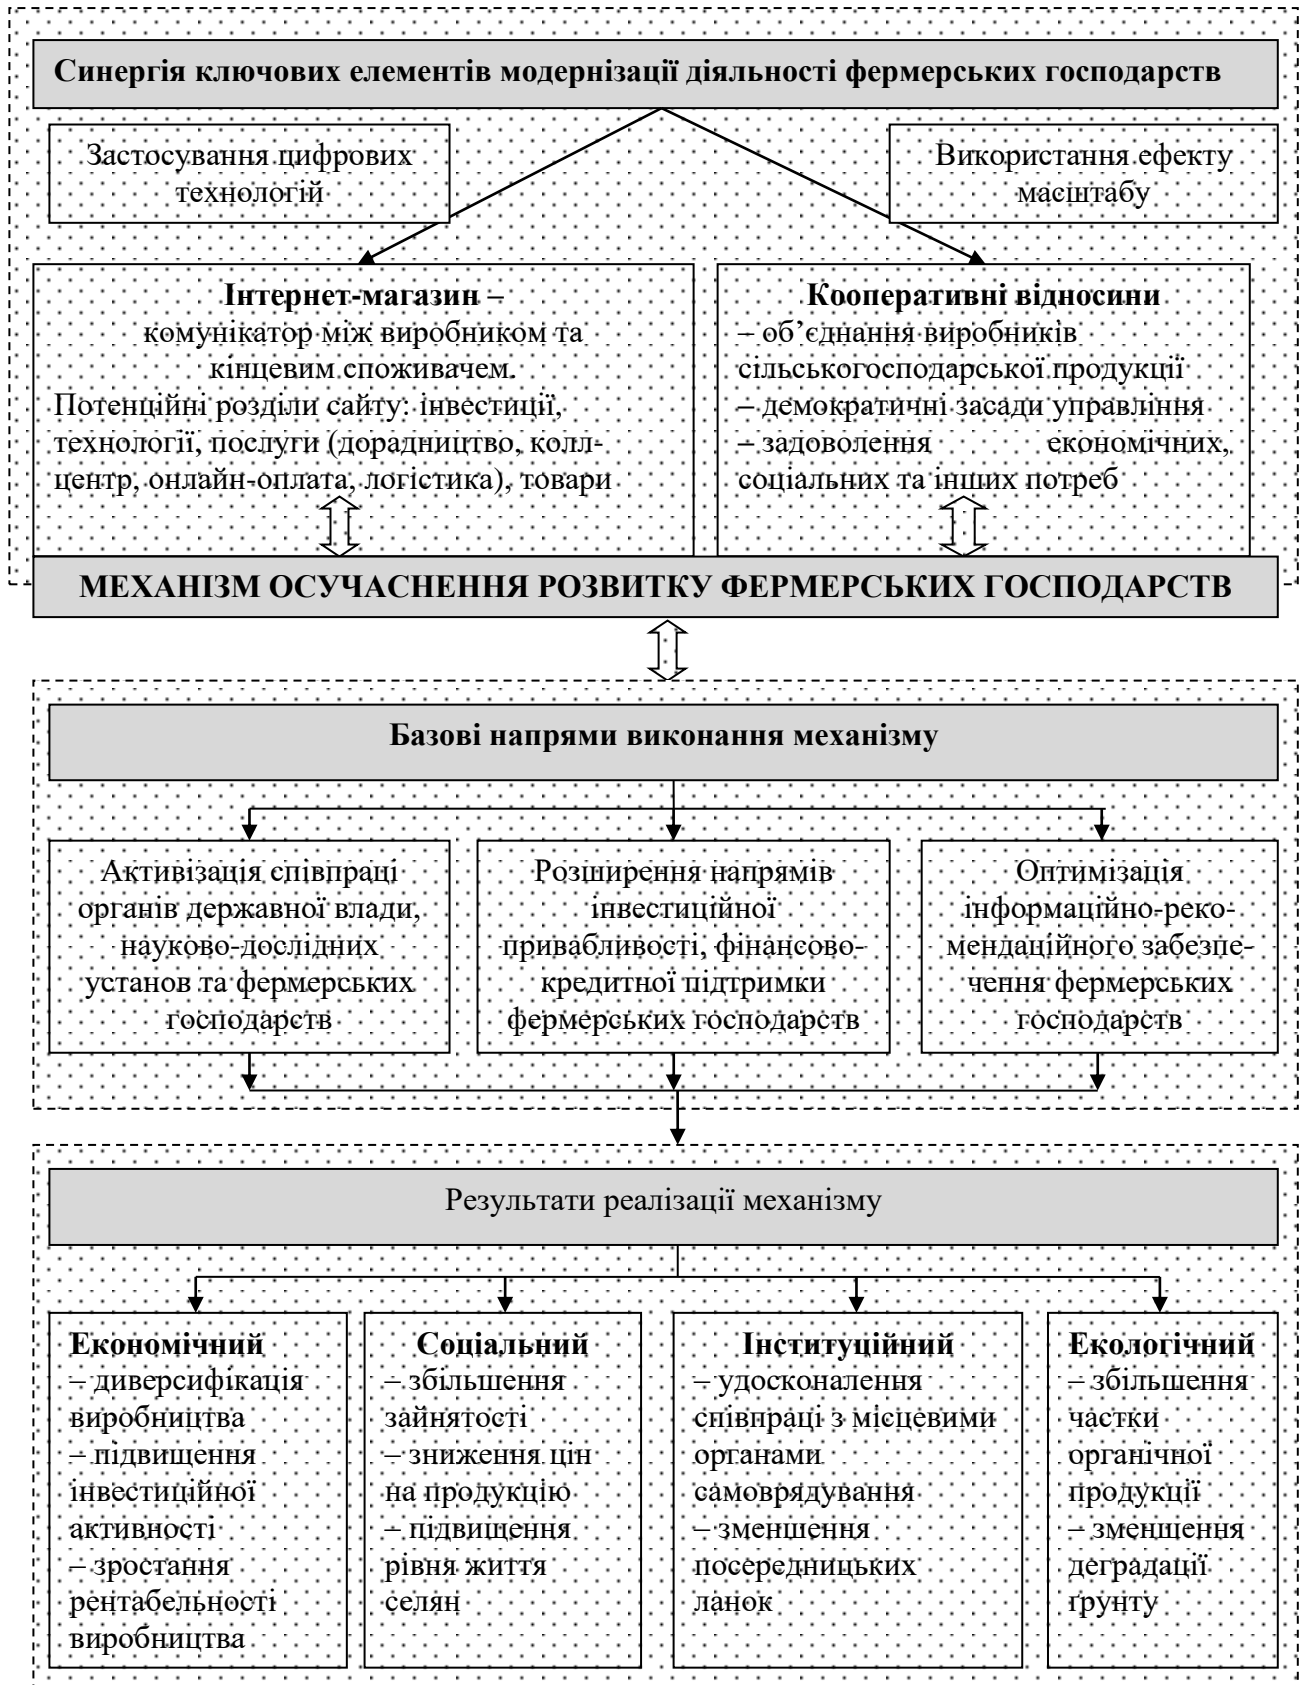 Синергія ключових елементів модернізації діяльності фермерських господарств
Застосування цифрових
технологій
Використання ефекту
масштабу
Інтернет-магазин –
комунікатор між виробником та
кінцевим споживачем.
Потенційні розділи сайту: інвестиції,
технології, послуги (дорадництво, колл-
центр, онлайн-оплата, логістика), товари
Кооперативні відносини
– об’єднання виробників
сільськогосподарської продукції
– демократичні засади управління
– задоволення економічних,
соціальних та інших потреб
МЕХАНІЗМ ОСУЧАСНЕННЯ РОЗВИТКУ ФЕРМЕРСЬКИХ ГОСПОДАРСТВ
Базові напрями виконання механізму
Активізація співпраці
органів державної влади,
науково-дослідних
установ та фермерських
господарств
Розширення напрямів
інвестиційної
привабливості, фінансово-
кредитної підтримки
фермерських господарств
Оптимізація
інформаційно-реко-
мендаційного забезпе-
чення фермерських
господарств
Результати реалізації механізму
Економічний
– диверсифікація
виробництва
– підвищення
інвестиційної
активності
– зростання
рентабельності
виробництва
Соціальний
– збільшення
зайнятості
– зниження цін
на продукцію
– підвищення
рівня життя
селян
Інституційний
– удосконалення
співпраці з місцевими
органами
самоврядування
– зменшення
посередницьких
ланок
Екологічний
– збільшення
частки
органічної
продукції
– зменшення
деградації
ґрунту